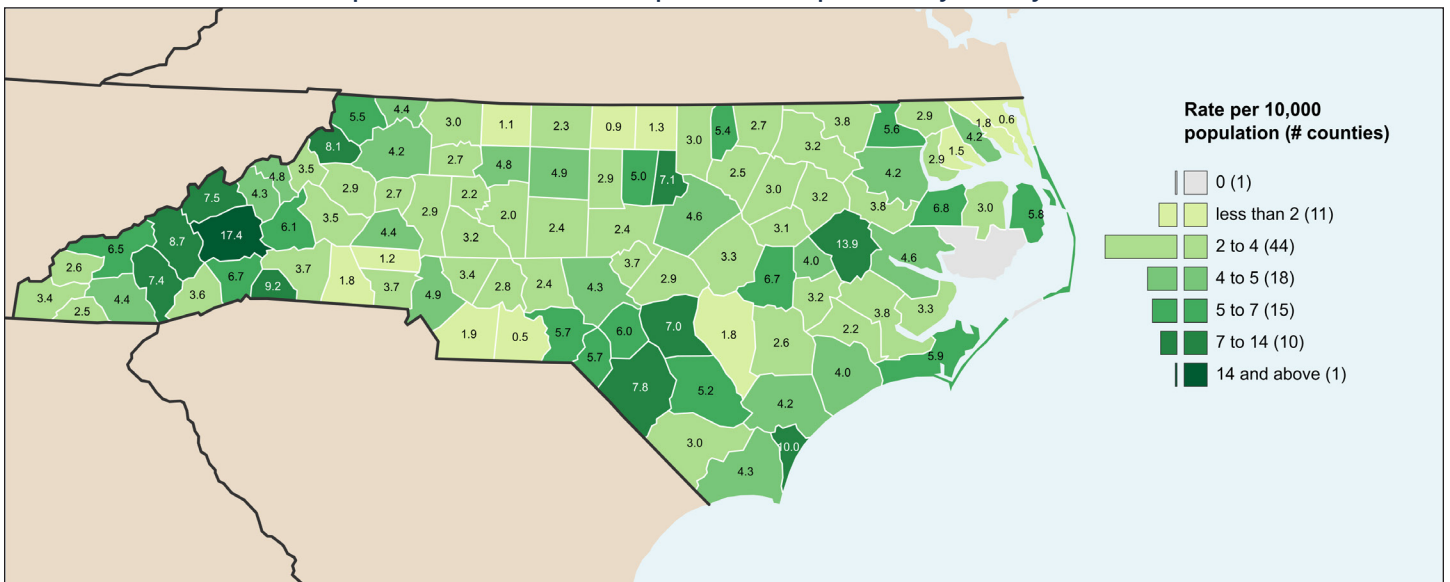 Rate per 10,000
population (# counties)
0 (1)
less than 2 (11)
2 to 4 (44)
4 to 5 (18)
5 to 7 (15)
7 to 14 (10)
14 and above (1)
5.5 4.4 3.0 1.1 2.3 0.9 1.3 3.0 5.4 2.7 3.8 5.6 2.9 1.8 0.6
8.1 4.2 2.7 4.8 4.9 2.9 5.0 7.1 2.5 3.2 4.2 2.9 1.5 4.2
7.5 4.3 4.8 3.5 2.9 2.7 2.9 2.2 2.0 2.4 2.4 4.6 3.0 3.2 3.8 6.8 3.0 5.8
6.5 8.7 17.4 6.1 3.5 4.4 3.2 3.1 13.9 4.6
2.6 7.4 6.7 9.2 3.7 1.8 1.2 3.7 3.4 2.8 2.4 4.3 3.7 2.9 3.3 6.7 4.0
3.4 2.5 4.4 3.6 4.9 3.2 3.8 3.3
1.9 0.5 5.7 6.0 7.0 1.8 2.6 2.2
5.7 7.8 5.2 4.0 5.9
4.2
3.0 10.0
4.3